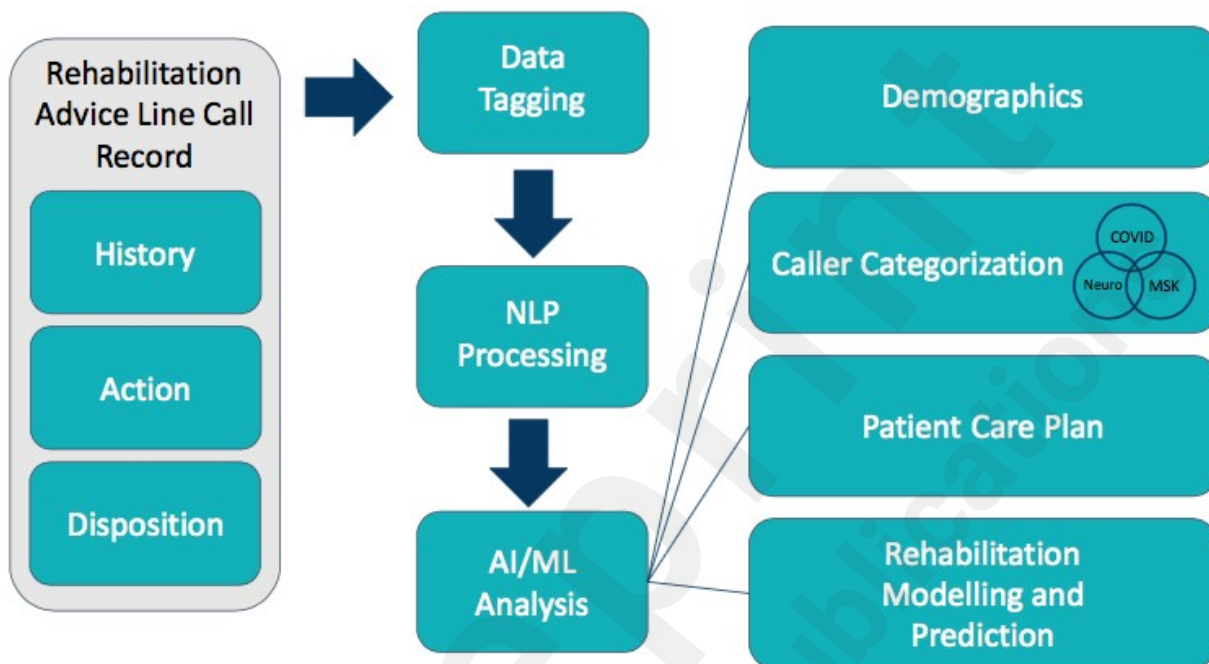 Rehabilitation
Advice Line Call
Record
History
Action
Disposition
Data
Tagging
NLP
Processing
AI/ML
Analysis
Demographics
Caller Categorization
COVID
Neuro
MSK
Patient Care Plan
Rehabilitation
Modelling and
Prediction